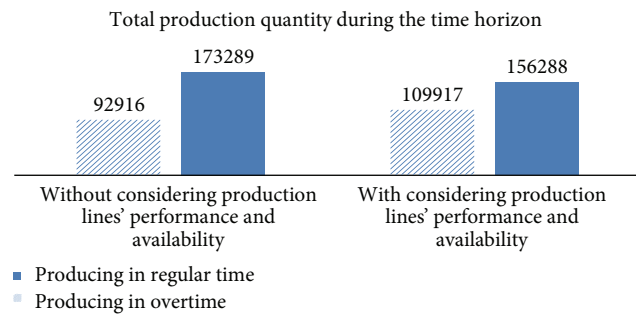 Total production quantity during the time horizon
173289
92916
156288
109917
Without considering production
lines' performance and
availability
With considering production
lines' performance and
availability
Producing in regular time
Producing in overtime